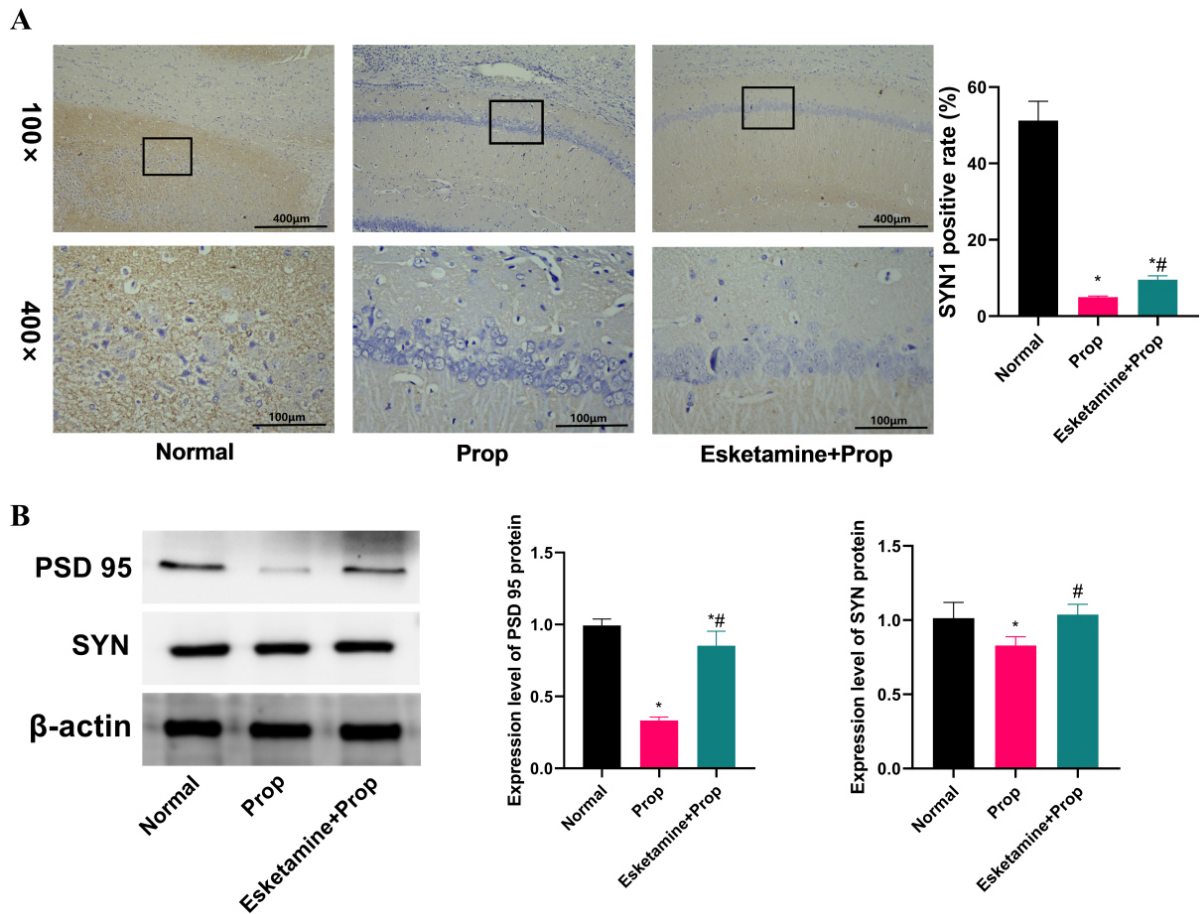 A
100×
400μm
400μm
400×
100μm
100μm
100μm
Normal
Prop
Esketamine+Prop
SYN1 positive rate (%)
60
40
20
0
*
*#
Normal
Prop
Esketamine+Prop
B
PSD 95
SYN
β-actin
Normal
Prop
Esketamine+Prop
Expression level of PSD 95 protein
1.5
1.0
0.5
0.0
*
*#
Normal
Prop
Esketamine+Prop
Expression level of SYN protein
1.5
1.0
0.5
0.0
*
#
Normal
Prop
Esketamine+Prop